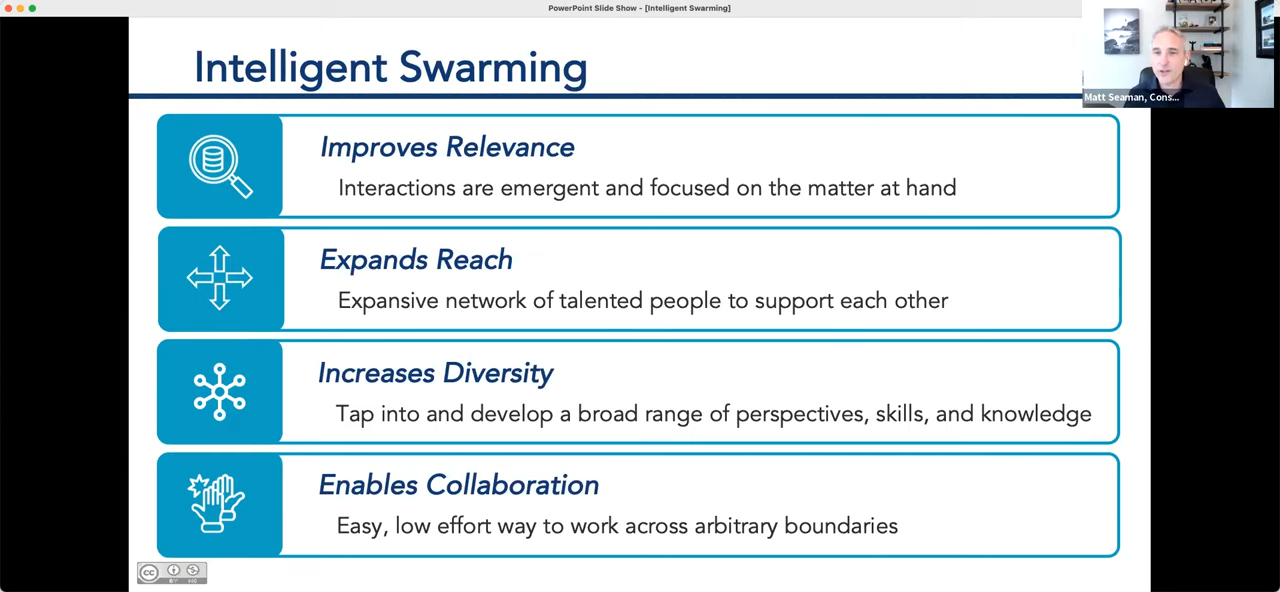 PowerPoint Slide Show - [Intelligent Swarming]
Intelligent Swarming
Matt Seaman, Cons...
Improves Relevance
Interactions are emergent and focused on the matter at hand
Expands Reach
Expansive network of talented people to support each other
Increases Diversity
Tap into and develop a broad range of perspectives, skills, and knowledge
Enables Collaboration
Easy, low effort way to work across arbitrary boundaries
cc
BY NC